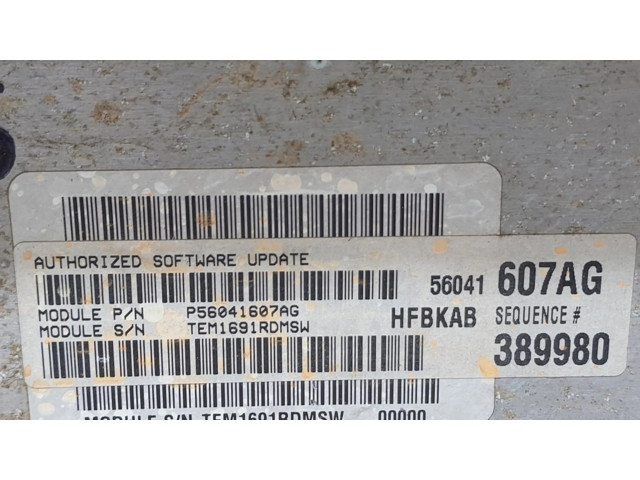 AUTHORIZED SOFTWARE UPDATE
56041 607AG
MODULE P/N P56041607AG
MODULE S/N TEM1691RDMSW
HFBKAB SEQUENCE #
389980
MODULE S/N TEM1691RDMSW 00000